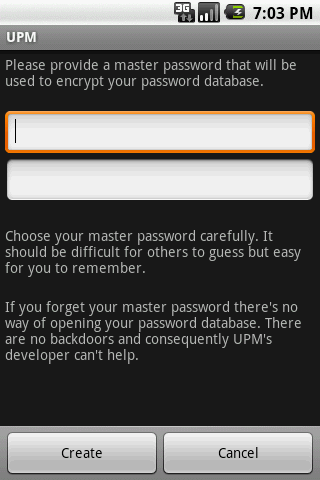 3G 7:03 PM
UPM
Please provide a master password that will be
used to encrypt your password database.
Choose your master password carefully. It
should be difficult for others to guess but easy
for you to remember.
If you forget your master password there's no
way of opening your password database. There
are no backdoors and consequently UPM's
developer can't help.
Create Cancel